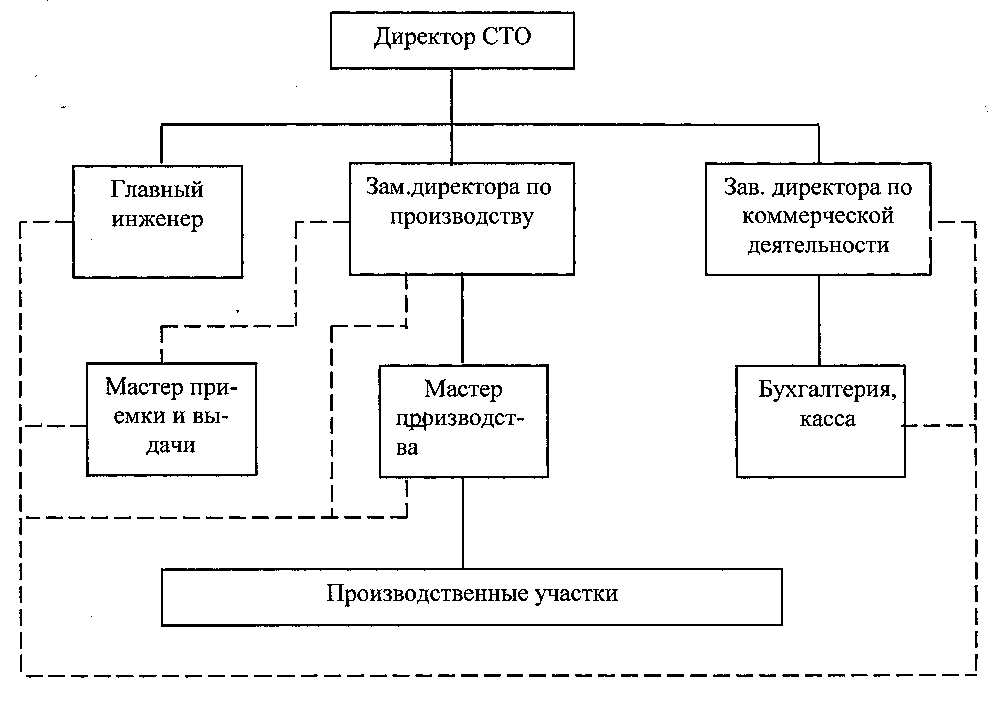 Директор СТО
Главный
инженер
Зам.директора по
производству
Зав. директора по
коммерческой
деятельности
Мастер при-
емки и вы-
дачи
Мастер
производст-
ва
Бухгалтерия,
касса
Производственные участки